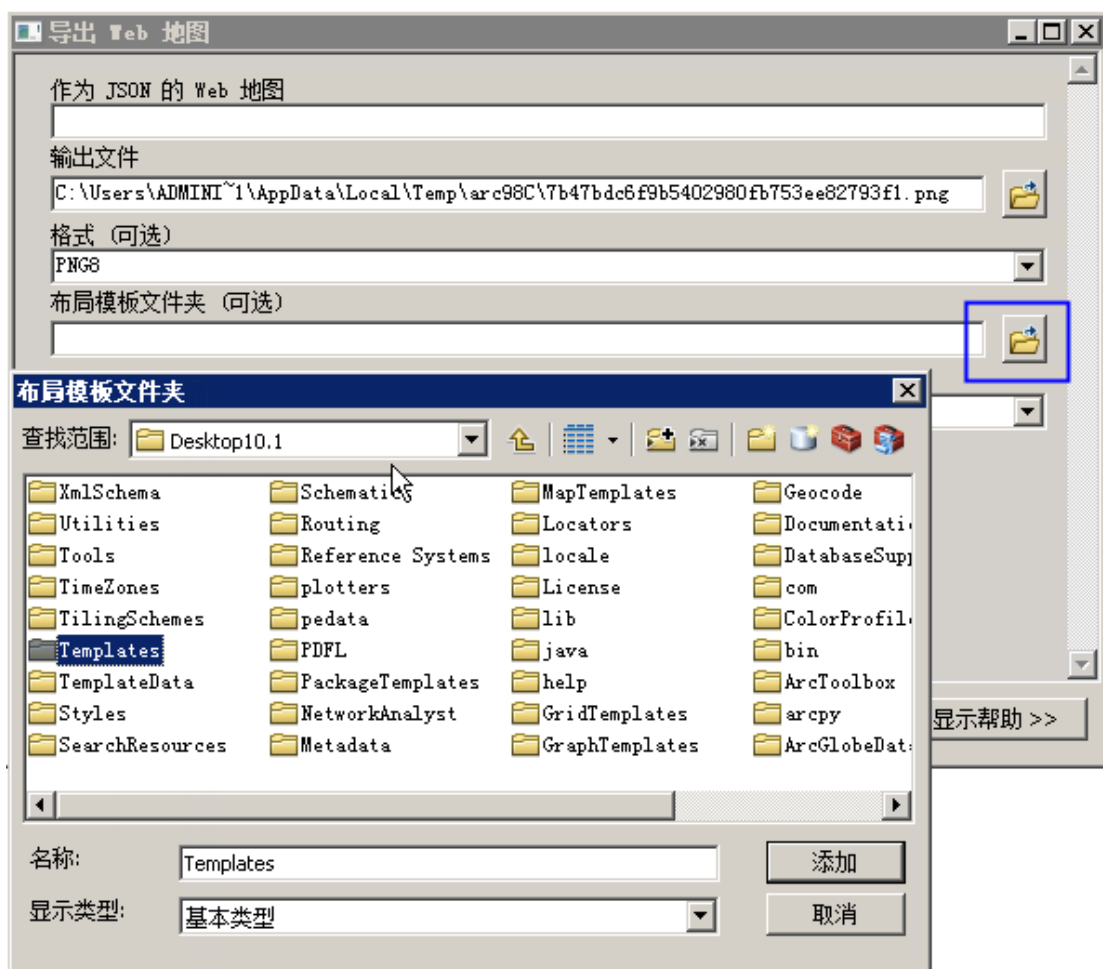 导出 Web 地图
作为 JSON 的 Web 地图
输出文件
C:\Users\ADMINI~1\AppData\Local\Temp\arc98C\7b47bdc6f9b5402980fb753ee82793f1.png
格式 (可选)
PNG8
布局模板文件夹 (可选)
布局模板文件夹
查找范围: Desktop10.1
XmlSchema Schematics MapTemplates Geocode
Utilities Routing Locators Documentati
Tools Reference Systems locale DatabaseSupp
TimeZones plotters License com
TilingSchemes pedata lib ColorProfil
Templates PDFL java bin
TemplateData PackageTemplates help ArcToolbox
Styles NetworkAnalyst GridTemplates arcpy
SearchResources Metadata GraphTemplates ArcGlobeData
显示帮助 >>
名称: Templates 添加
显示类型: 基本类型 取消